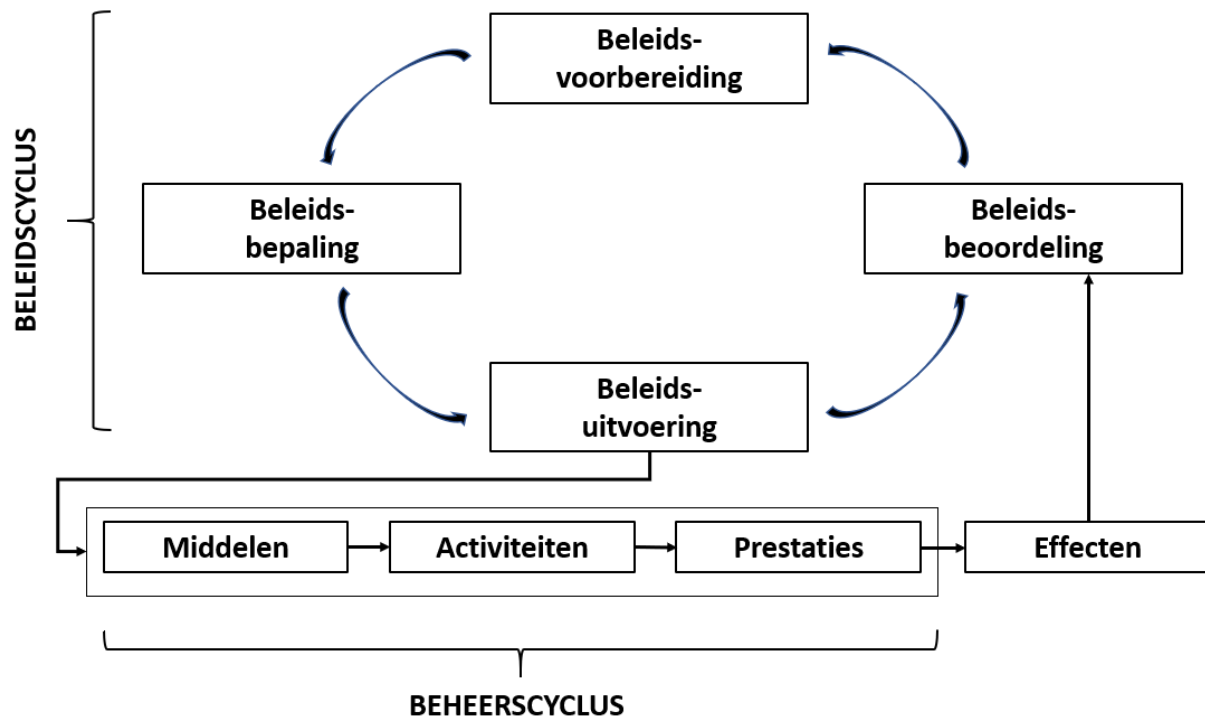 BELEIDSCYCLUS
Beleids-
voorbereiding
Beleids-
bepaling
Beleids-
beoordeling
Beleids-
uitvoering
Middelen
Activiteiten
Prestaties
Effecten
BEHEERSCYCLUS